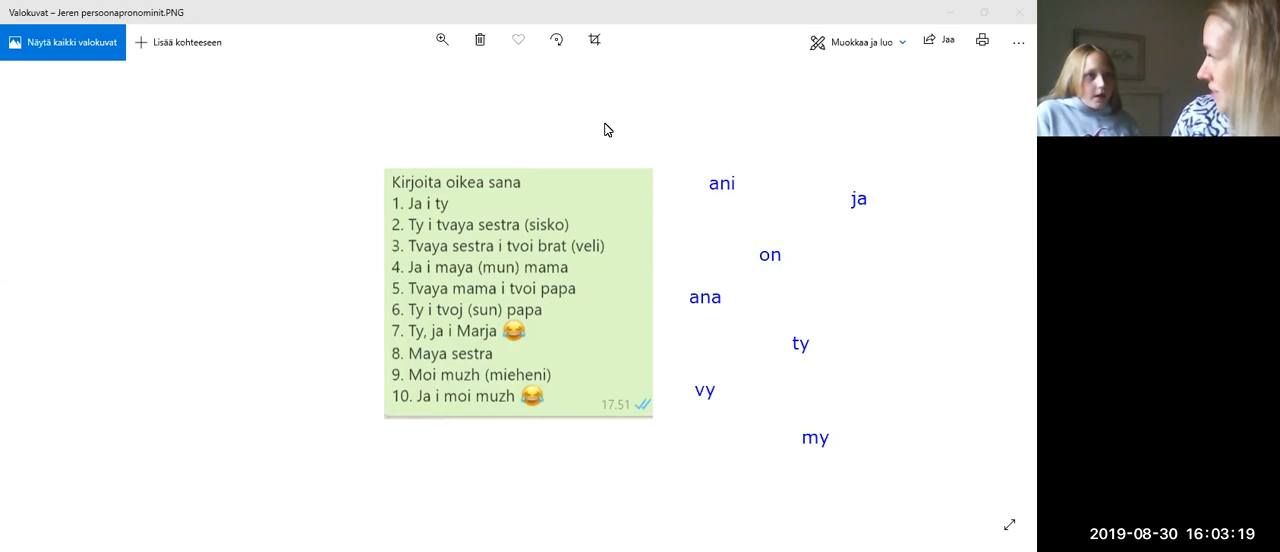 Valokuvat – Jeren persoonapronominit.PNG
Näytä kaikki valokuvat
Lisää kohteeseen
Muokkaa ja luo
Jaa
Kirjoita oikea sana
1. Ja i ty
2. Ty i tvaya sestra (sisko)
3. Tvaya sestra i tvoi brat (veli)
4. Ja i maya (mun) mama
5. Tvaya mama i tvoi papa
6. Ty i tvoj (sun) papa
7. Ty, ja i Marja 😂
8. Maya sestra
9. Moi muzh (mieheni)
10. Ja i moi muzh 😂
17.51
ani
ja
on
ana
ty
vy
my
2019-08-30 16:03:19